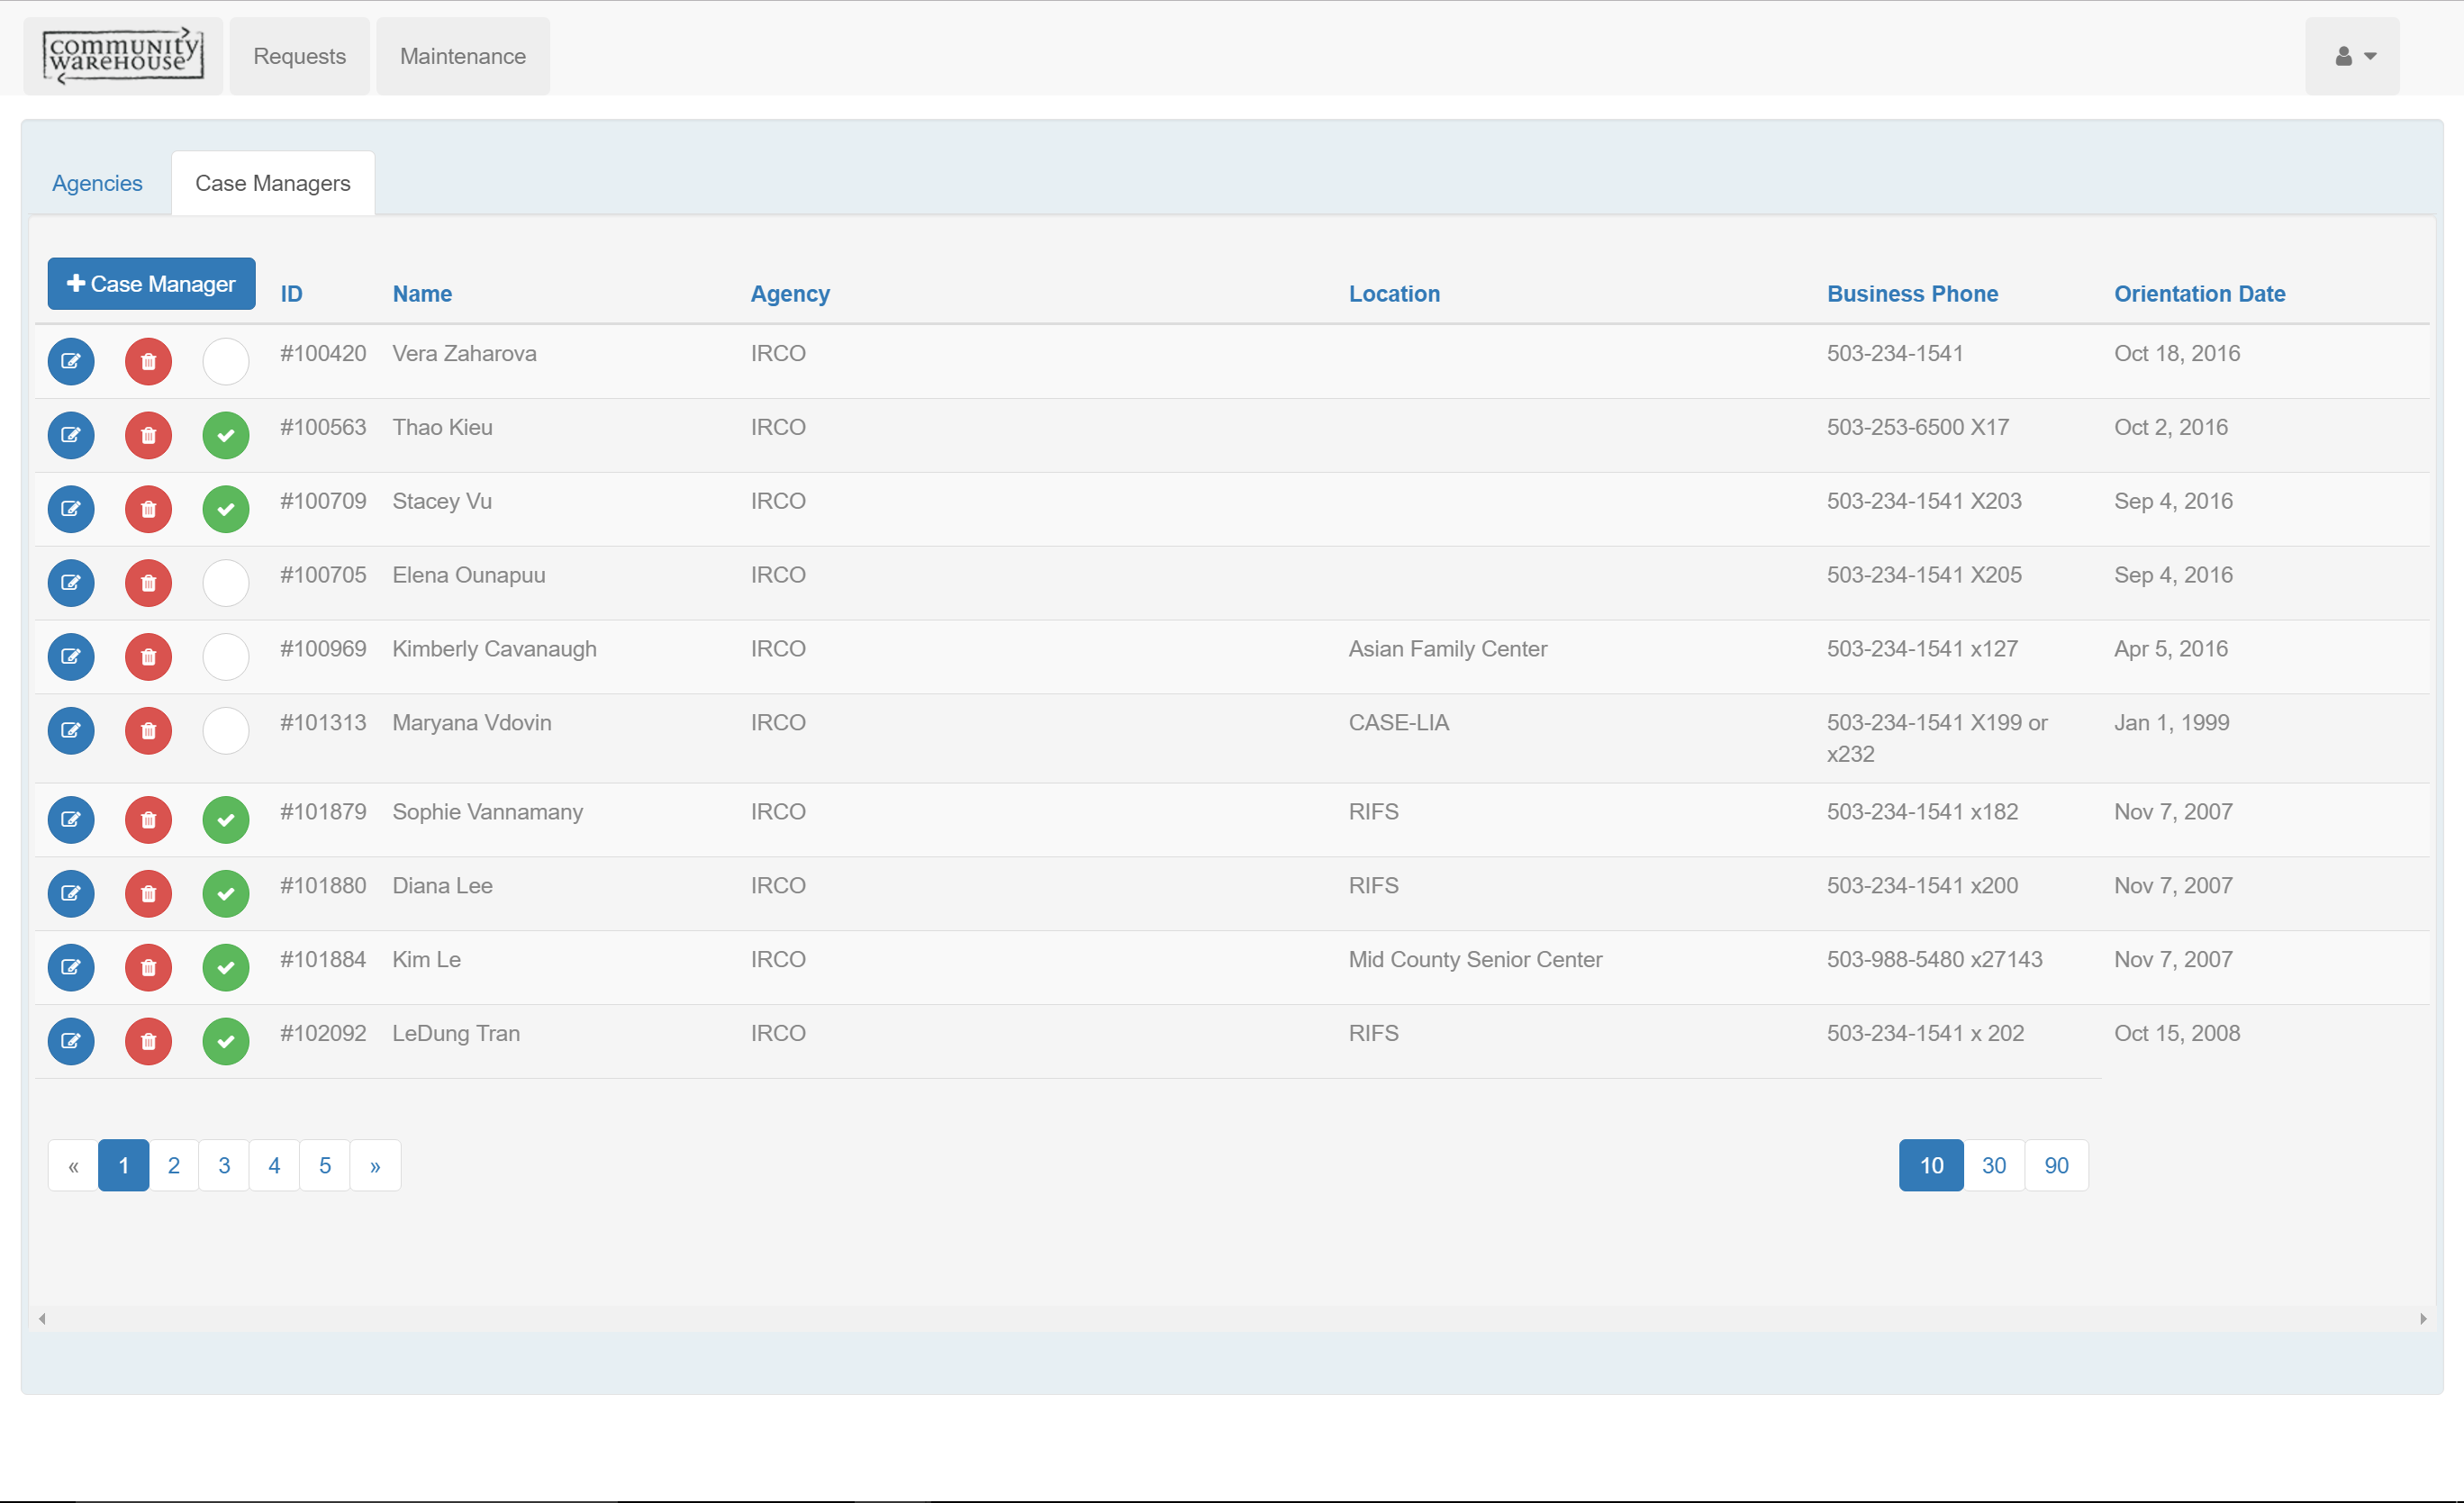 COMMUNITY
WAREHOUSE
Requests
Maintenance
Agencies
Case Managers
Case Manager ID Name Agency Location Business Phone Orientation Date
#100420 Vera Zaharova IRCO 503-234-1541 Oct 18, 2016
#100563 Thao Kieu IRCO 503-253-6500 X17 Oct 2, 2016
#100709 Stacey Vu IRCO 503-234-1541 X203 Sep 4, 2016
#100705 Elena Ounapuu IRCO 503-234-1541 X205 Sep 4, 2016
#100969 Kimberly Cavanaugh IRCO Asian Family Center 503-234-1541 x127 Apr 5, 2016
#101313 Maryana Vdovin IRCO CASE-LIA 503-234-1541 X199 or Jan 1, 1999
x232
#101879 Sophie Vannamany IRCO RIFS 503-234-1541 x182 Nov 7, 2007
#101880 Diana Lee IRCO RIFS 503-234-1541 x200 Nov 7, 2007
#101884 Kim Le IRCO Mid County Senior Center 503-988-5480 x27143 Nov 7, 2007
#102092 LeDung Tran IRCO RIFS 503-234-1541 x 202 Oct 15, 2008
« 1 2 3 4 5 » 10 30 90